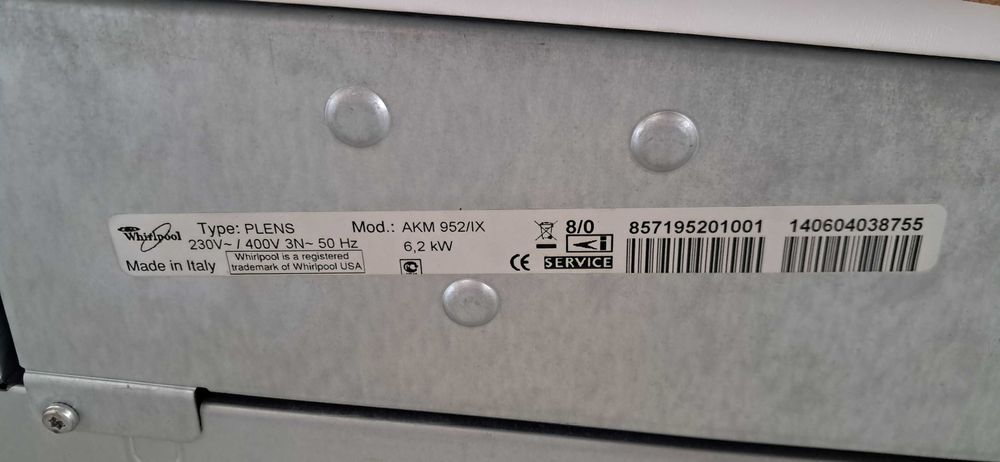 Whirlpool Type: PLENS Mod.: AKM 952/IX 8/0 857195201001 140604038755
230V~ / 400V 3N~ 50 Hz 6,2 kW
Made in Italy Whirlpool is a registered
trademark of Whirlpool USA
CE SERVICE